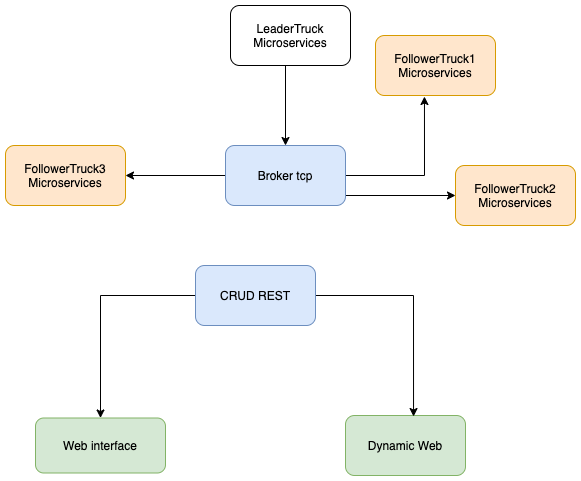 LeaderTruck
Microservices
FollowerTruck1
Microservices
FollowerTruck3
Microservices
Broker tcp
FollowerTruck2
Microservices
CRUD REST
Web interface
Dynamic Web